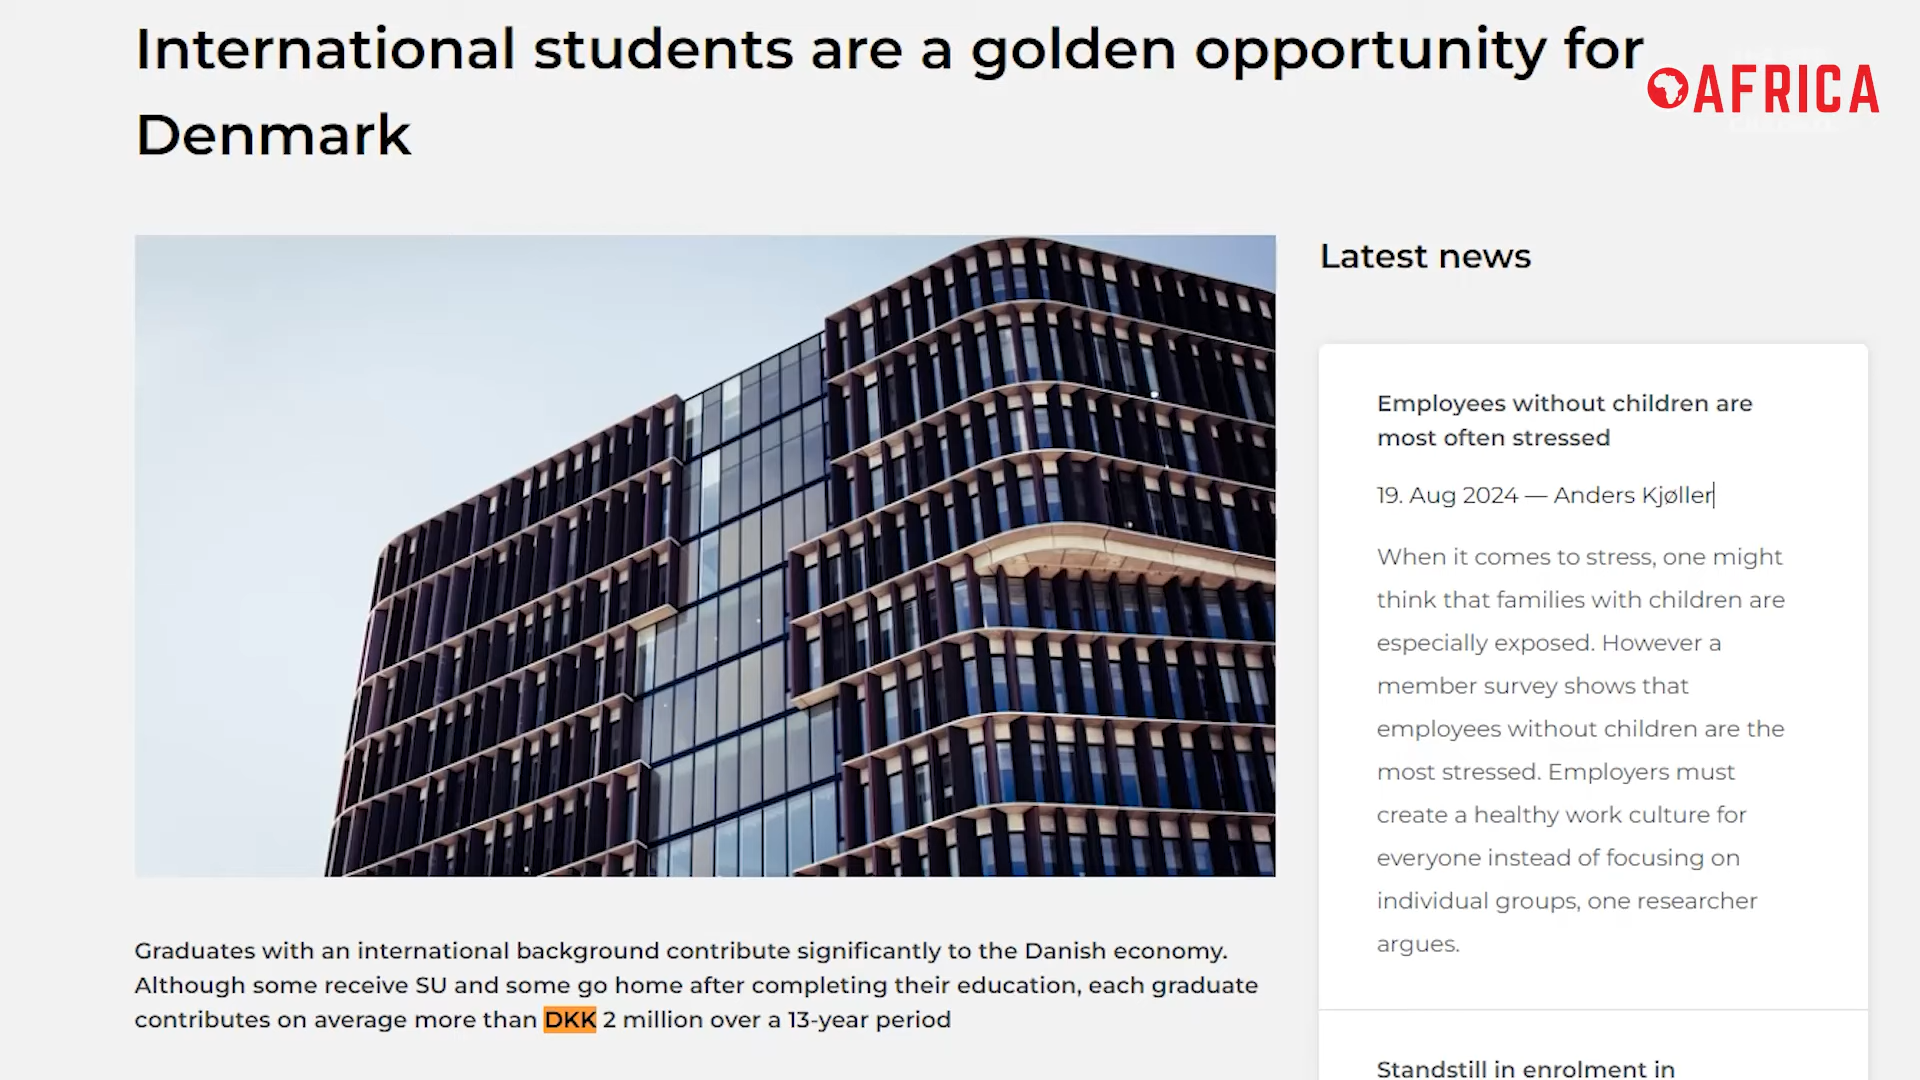 International students are a golden opportunity for
Denmark
AFRICA
Latest news
Employees without children are
most often stressed
19. Aug 2024 — Anders Kjøller
When it comes to stress, one might
think that families with children are
especially exposed. However a
member survey shows that
employees without children are the
most stressed. Employers must
create a healthy work culture for
everyone instead of focusing on
individual groups, one researcher
argues.
Standstill in enrolment in
Graduates with an international background contribute significantly to the Danish economy.
Although some receive SU and some go home after completing their education, each graduate
contributes on average more than DKK 2 million over a 13-year period